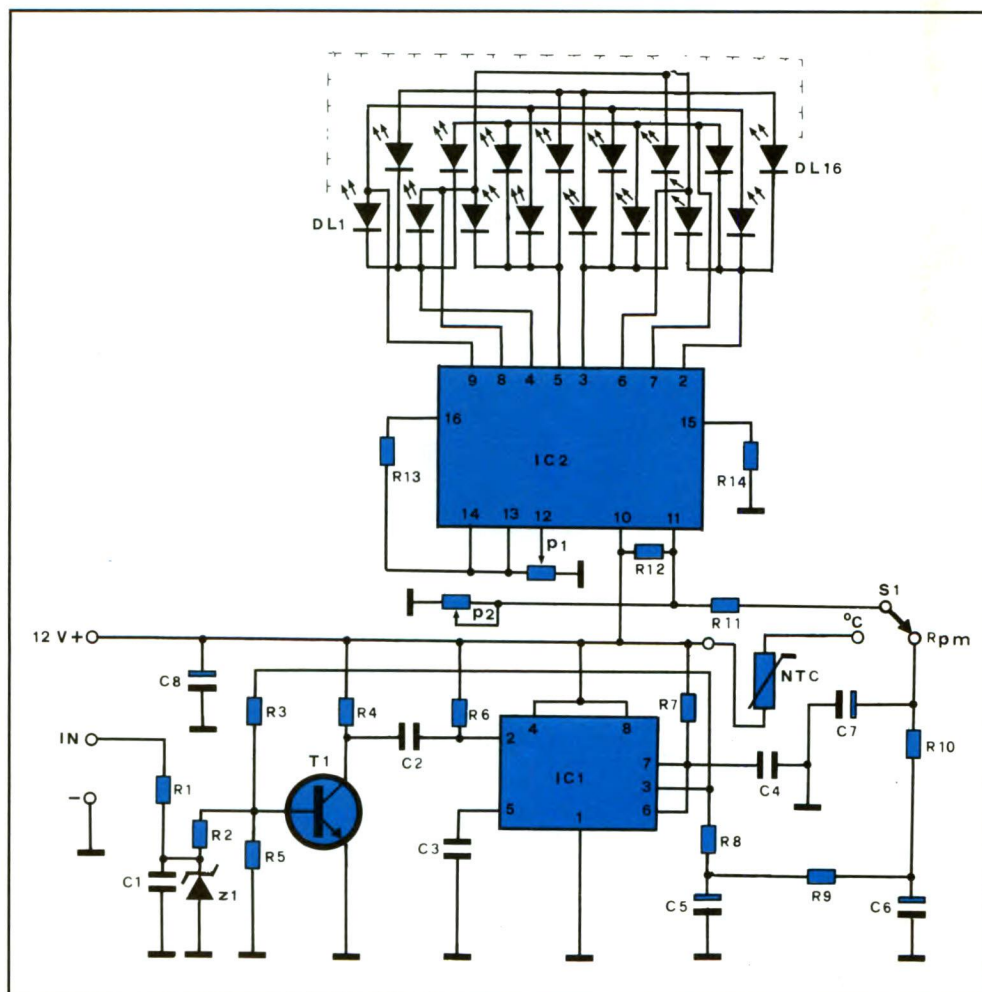 DL16
DL1
9 8 4 5 3 6 7 2
16
15
IC2
R13
R14
14 13 12 10 11
P1
R12
S1
P2
R11
°C
Rpm
12 V+
NTC
C8
R3
R4
R6
R7
C7
4 8
R10
IN
2
C2
7
IC1
T1
3
C4
R1
5
6
−
R2
R5
1
R8
C3
C1
Z1
R9
C5
C6